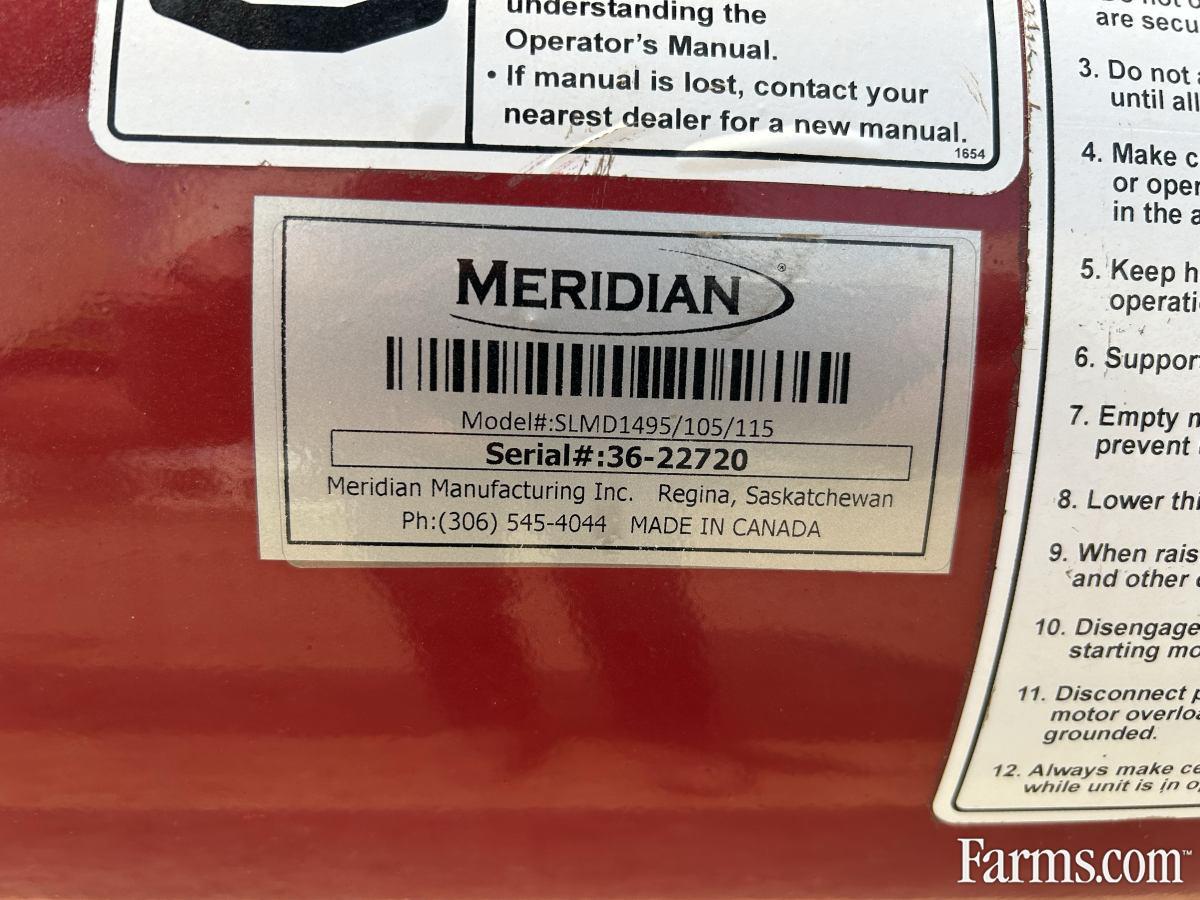 understanding the
Operator's Manual.
• If manual is lost, contact your
nearest dealer for a new manual.
1654
MERIDIAN®
Model#:SLMD1495/105/115
Serial#:36-22720
Meridian Manufacturing Inc. Regina, Saskatchewan
Ph:(306) 545-4044 MADE IN CANADA
are secu
3. Do not
until all
4. Make c
or oper
in the a
5. Keep h
operati
6. Suppor
7. Empty
prevent
8. Lower thi
9. When rais
and other
10. Disengage
starting mo
11. Disconnect p
motor overloa
grounded.
12. Always make ce
while unit is in o
Farms.com™